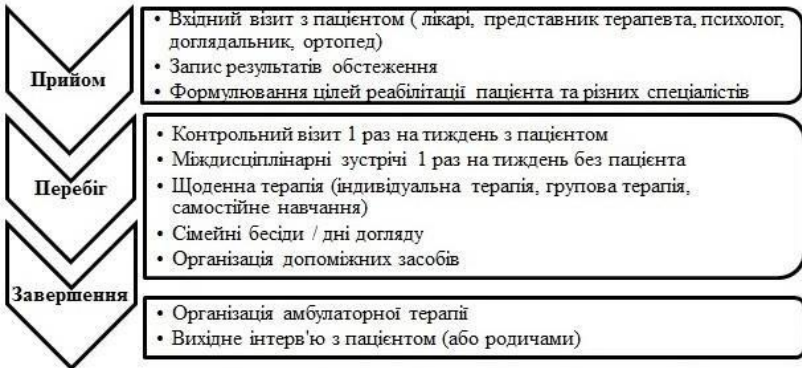 Прийом
• Вхідний візит з пацієнтом ( лікарі, представник терапевта, психолог,
доглядальник, ортопед)
• Запис результатів обстеження
• Формулювання цілей реабілітації пацієнта та різних спеціалістів
Перебіг
• Контрольний візит 1 раз на тиждень з пацієнтом
• Міждисціплінарні зустрічі 1 раз на тиждень без пацієнта
• Щоденна терапія (індивідуальна терапія, групова терапія,
самостійне навчання)
• Сімейні бесіди / дні догляду
• Організація допоміжних засобів
Завершення
• Організація амбулаторної терапії
• Вихідне інтерв'ю з пацієнтом (або родичами)